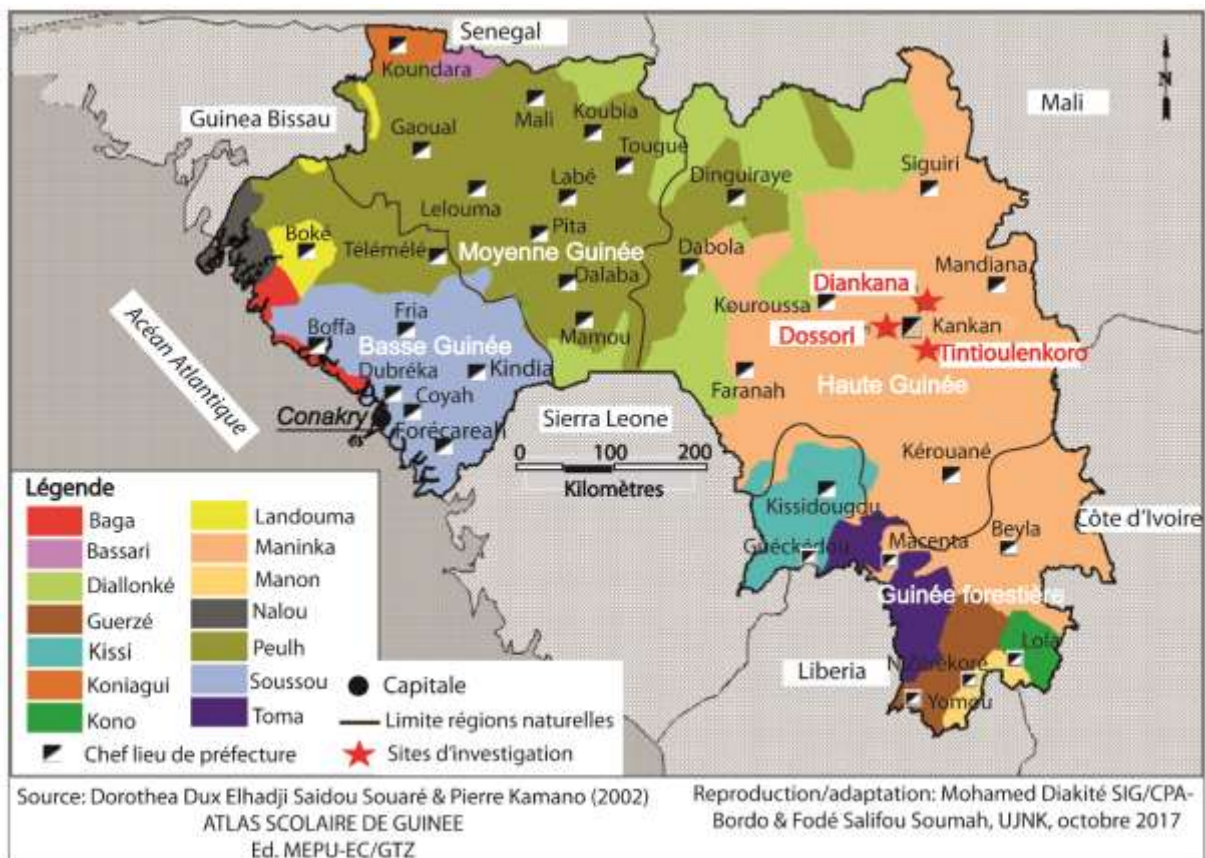 Senegal
Koundara
Mali
Guinea Bissau
Gaoual
Mali
Koubia
Tougué
Siguiri
Labé
Dinguiraye
Lelouma
Pita
Boké
Télémélé
Moyenne Guinée
Dabola
Mandiana
Dalaba
Diankana
Kouroussa
Fria
Boffa
Mamou
Dossori
Kankan
Acéan Atlantique
Basse Guinée
Tintioulenkoro
Dubréka
Kindia
Faranah
Haute Guinée
Coyah
Conakry
Sierra Leone
Forécareah
0 100 200
Kilomètres
Kérouané
Kissidougou
Côte d'Ivoire
Guéckédou
Macenta
Beyla
Guinée forestière
Lola
Liberia
N'Zérékoré
Yomou
Légende
Baga
Bassari
Diallonké
Guerzé
Kissi
Koniagui
Kono
Landouma
Maninka
Manon
Nalou
Peulh
Soussou
Toma
Capitale
Limite régions naturelles
Chef lieu de préfecture
Sites d'investigation
N
Source: Dorothea Dux Elhadji Saidou Souaré & Pierre Kamano (2002)
ATLAS SCOLAIRE DE GUINEE
Ed. MEPU-EC/GTZ
Reproduction/adaptation: Mohamed Diakité SIG/CPA-
Bordo & Fodé Salifou Soumah, UJNK, octobre 2017